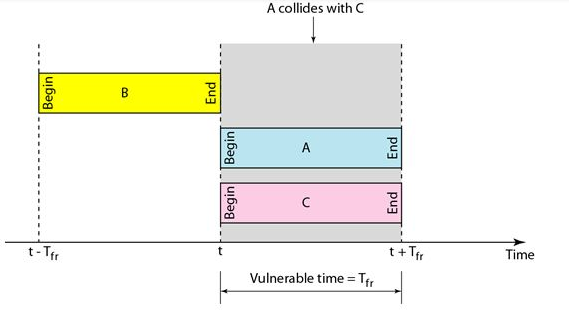 A collides with C
Begin B End
Begin A End
Begin C End
t - Tfr t t + Tfr Time
Vulnerable time = Tfr